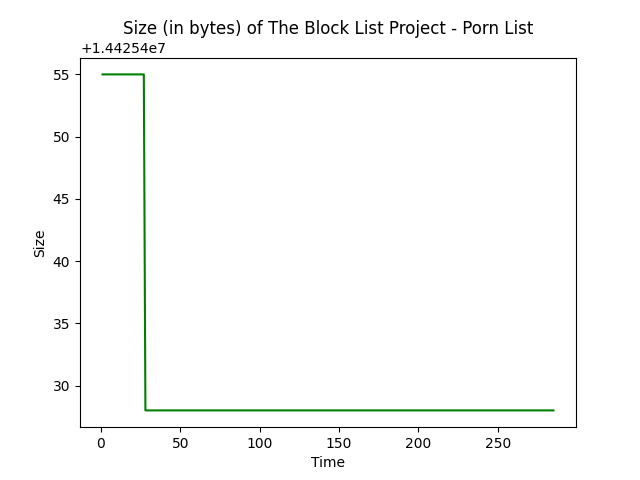 Size (in bytes) of The Block List Project - Porn List
+1.44254e7
55
50
45
40
35
30
Size
0 50 100 150 200 250
Time